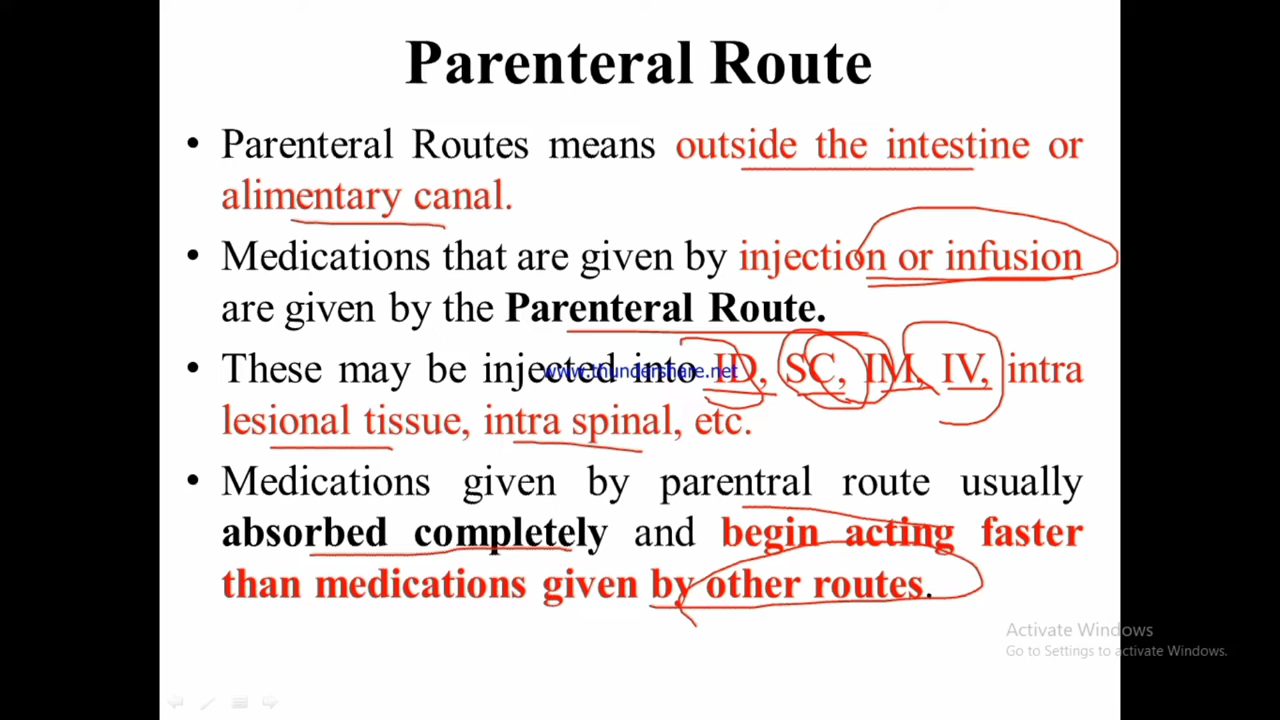 Parenteral Route
• Parenteral Routes means outside the intestine or
alimentary canal.
• Medications that are given by injection or infusion
are given by the Parenteral Route.
• These may be injected into ID, SC, IM, IV, intra
www.thundershare.net
lesional tissue, intra spinal, etc.
• Medications given by parentral route usually
absorbed completely and begin acting faster
than medications given by other routes.
Activate Windows
Go to Settings to activate Windows.